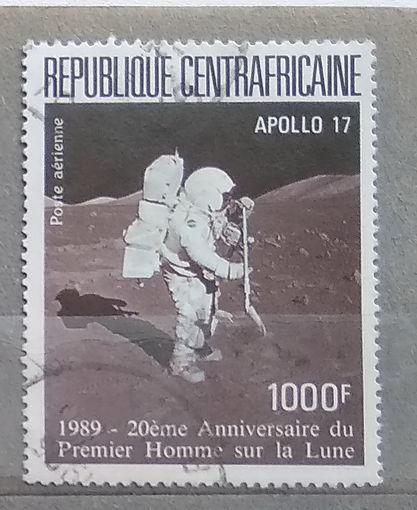 REPUBLIQUE CENTRAFRICAINE
APOLLO 17
Poste aérienne
1000F
1989 - 20ème Anniversaire du
Premier Homme sur la Lune